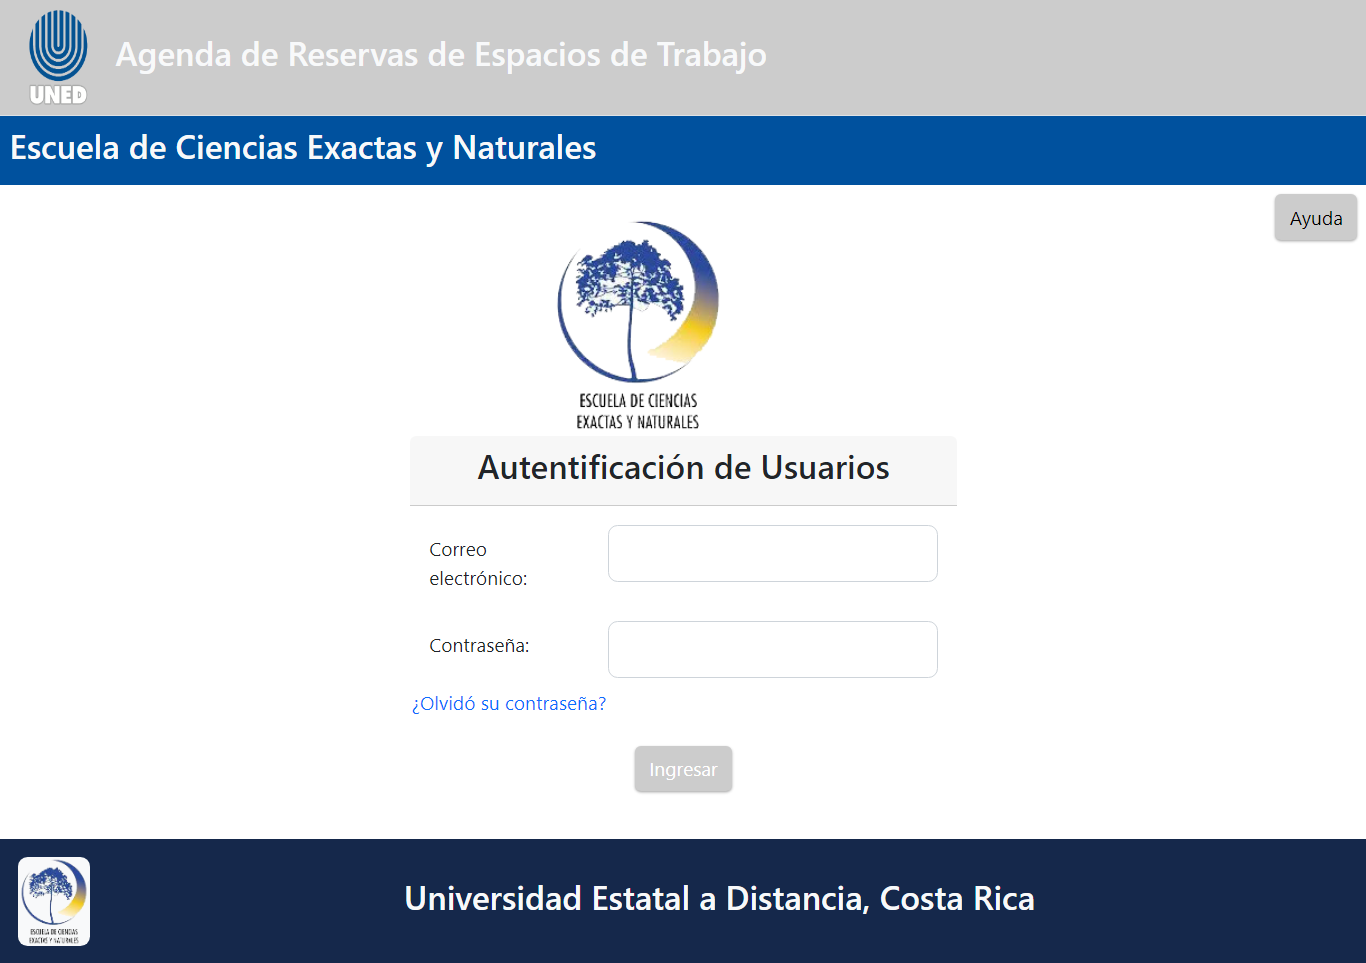 UNED
Agenda de Reservas de Espacios de Trabajo
Escuela de Ciencias Exactas y Naturales
Ayuda
ESCUELA DE CIENCIAS
EXACTAS Y NATURALES
Autentificación de Usuarios
Correo
electrónico:
Contraseña:
¿Olvidó su contraseña?
Ingresar
ESCUELA DE CIENCIAS
EXACTAS Y NATURALES
Universidad Estatal a Distancia, Costa Rica